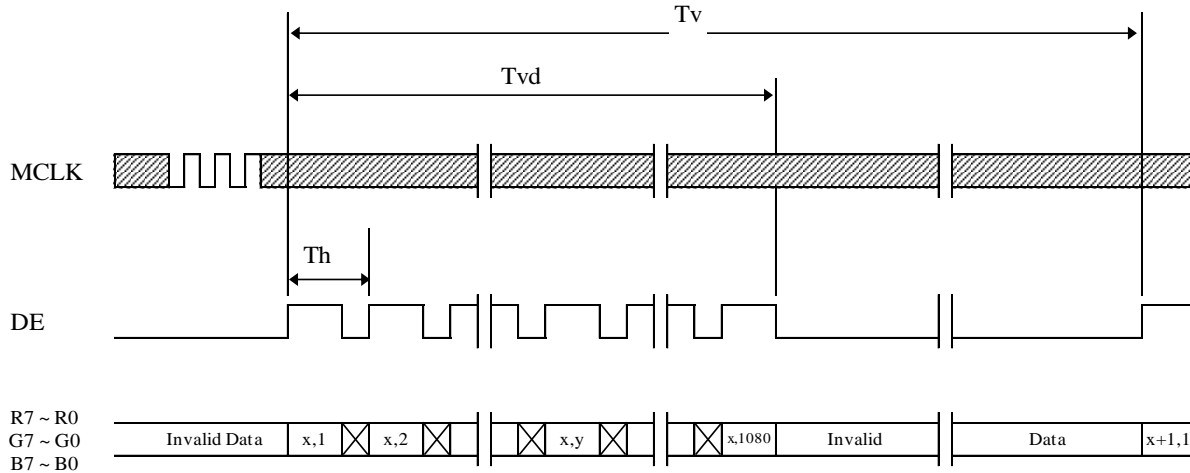 Tv
Tvd
MCLK
Th
DE
R7 ~ R0
G7 ~ G0
B7 ~ B0
Invalid Data
x,1
x,2
x,y
x,1080
Invalid
Data
x+1,1